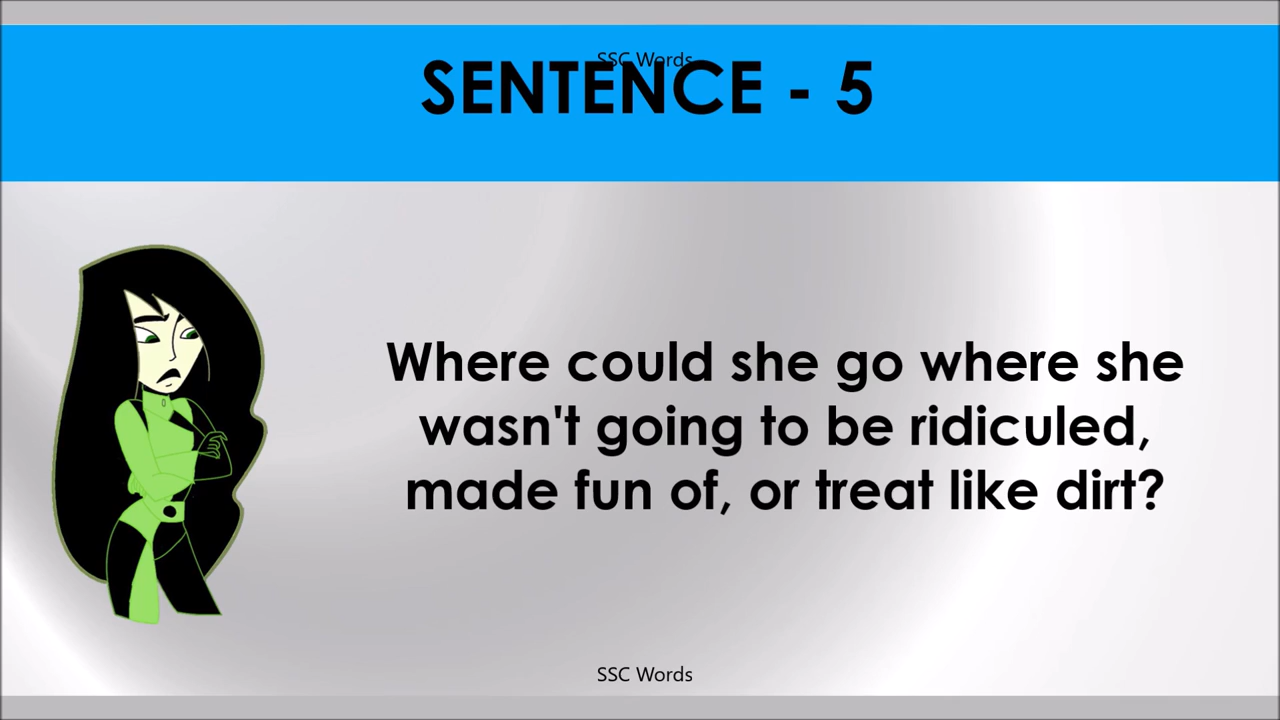 SSC Words
SENTENCE - 5
Where could she go where she
wasn't going to be ridiculed,
made fun of, or treat like dirt?
SSC Words